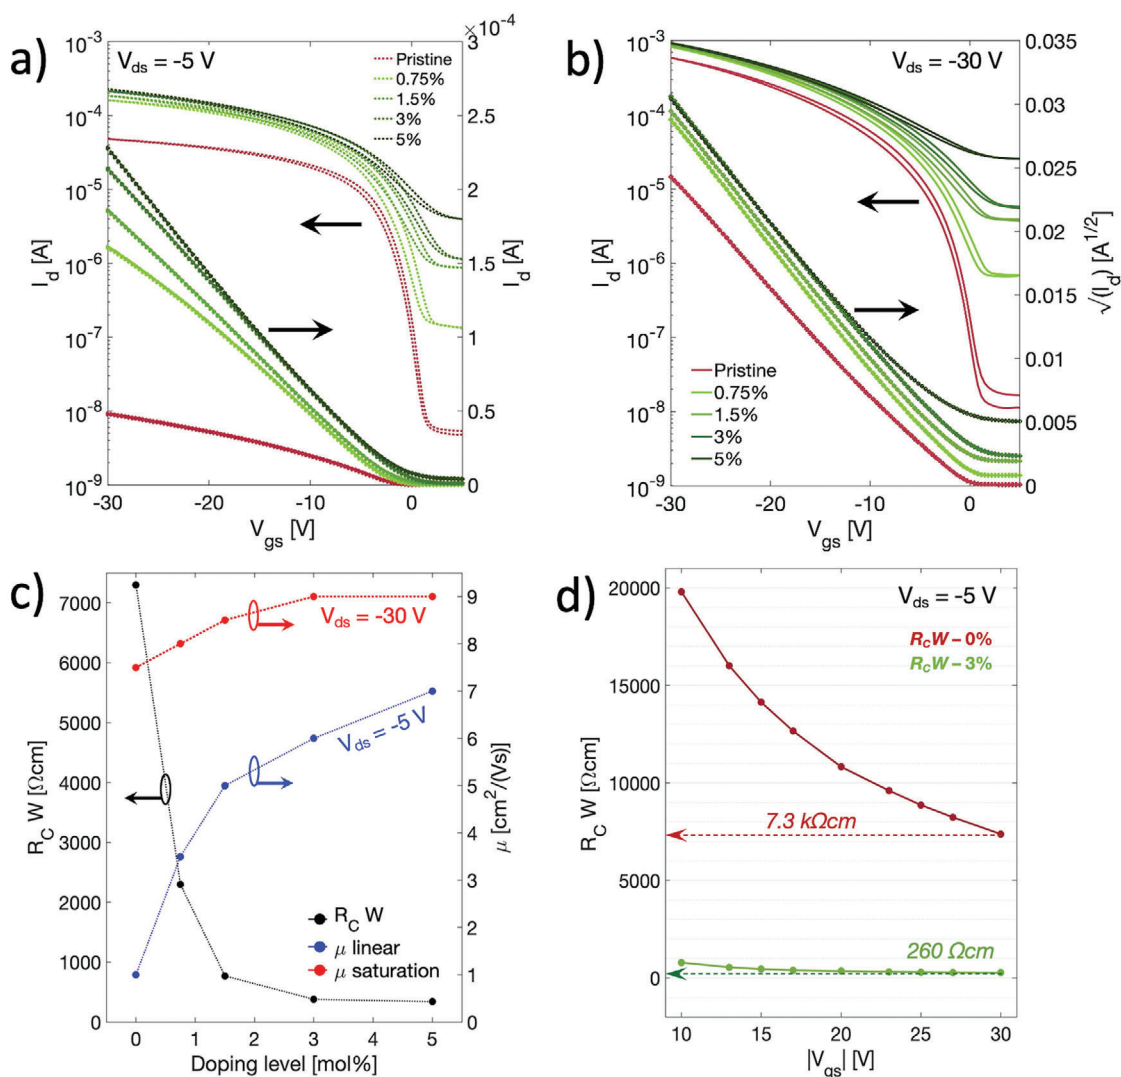 a)
V_ds = -5 V
×10⁻⁴
Pristine
0.75%
1.5%
3%
5%
10⁻³
10⁻⁴
10⁻⁵
10⁻⁶
10⁻⁷
10⁻⁸
10⁻⁹
I_d [A]
3
2.5
2
1.5
1
0.5
0
I_d [A]
-30 -20 -10 0
V_gs [V]
b)
V_ds = -30 V
10⁻³
10⁻⁴
10⁻⁵
10⁻⁶
10⁻⁷
10⁻⁸
10⁻⁹
I_d [A]
Pristine
0.75%
1.5%
3%
5%
0.035
0.03
0.025
0.02
0.015
0.01
0.005
0
√(I_d) [A^1/2]
-30 -20 -10 0
V_gs [V]
c)
7000
6000
5000
4000
3000
2000
1000
0
R_C W [Ωcm]
V_ds = -30 V
V_ds = -5 V
R_C W
μ linear
μ saturation
9
8
7
6
5
4
3
2
1
0
μ [cm²/(Vs)]
0 1 2 3 4 5
Doping level [mol%]
d)
V_ds = -5 V
R_CW – 0%
R_CW – 3%
20000
15000
10000
5000
0
R_C W [Ωcm]
7.3 kΩcm
260 Ωcm
10 15 20 25 30
|V_gs| [V]